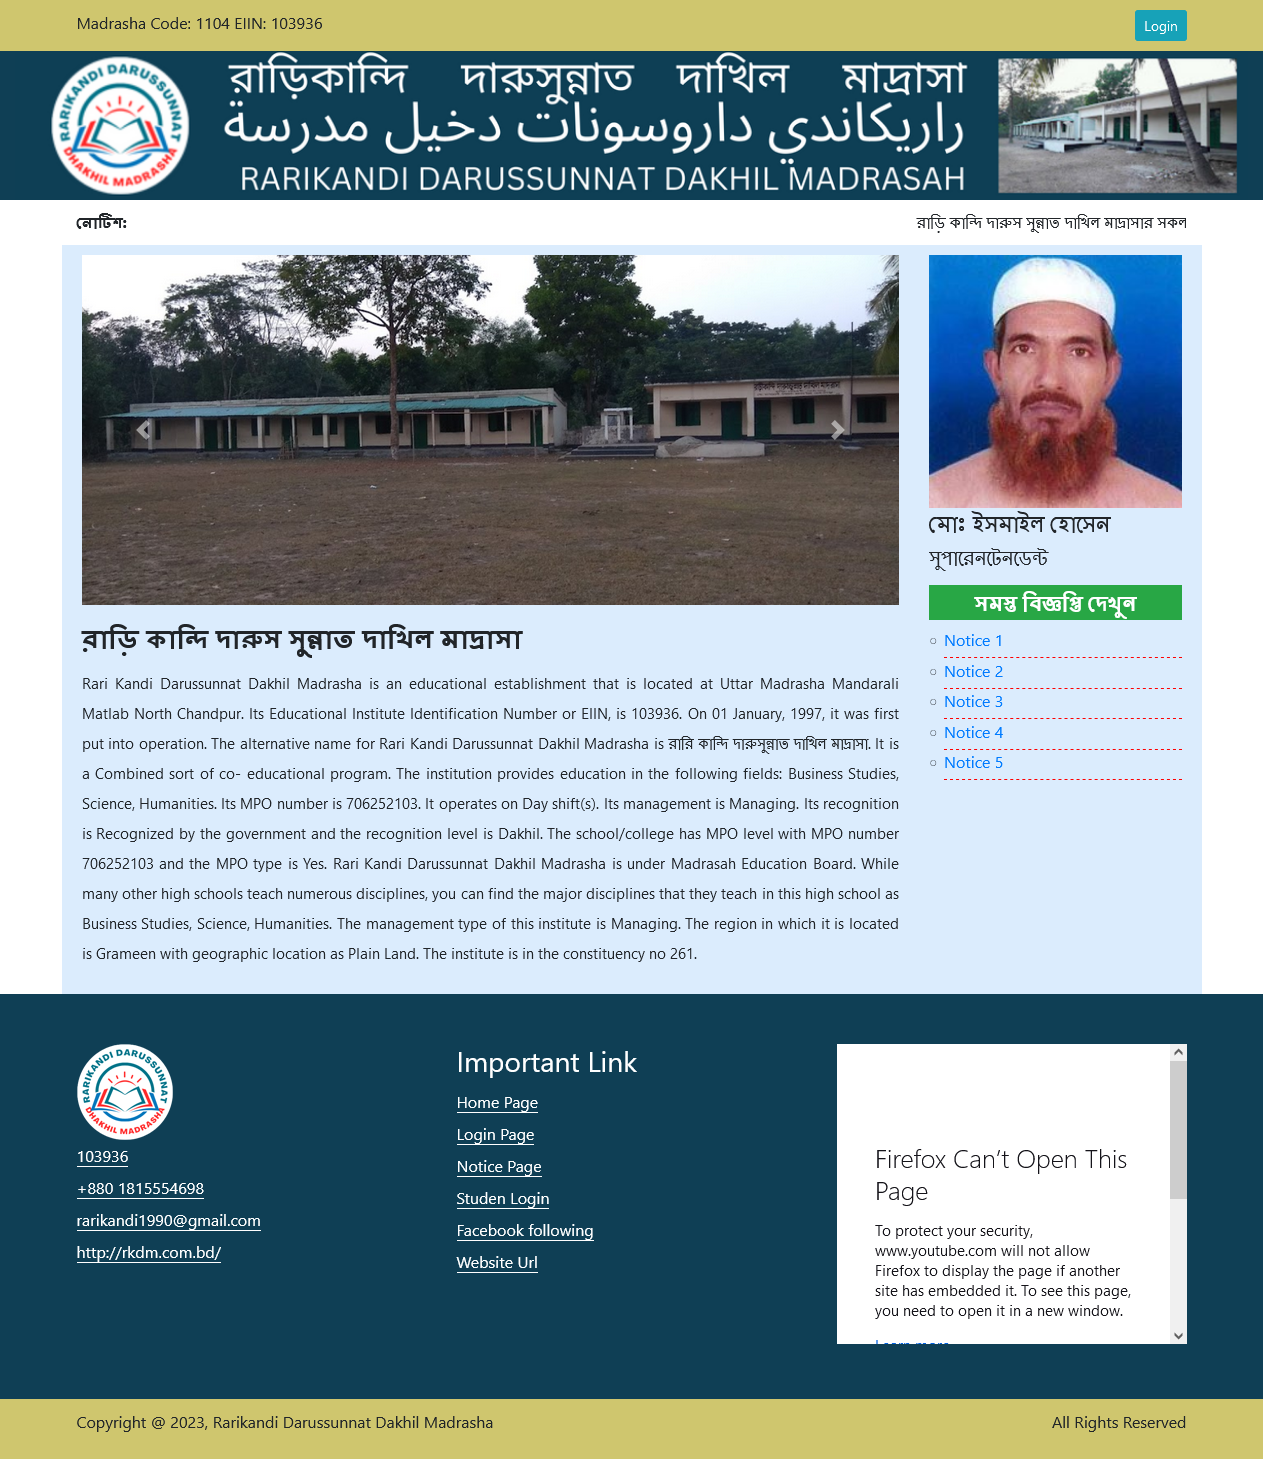 Madrasha Code: 1104 EIIN: 103936
Login
RARIKANDI DARUSSUNNAT
DHAKHIL MADRASHA
রাড়িকান্দি দারুসুন্নাত দাখিল মাদ্রাসা
راريكاندي داروسونات دخيل مدرسة
RARIKANDI DARUSSUNNAT DAKHIL MADRASAH
নোটিশ:
রাড়ি কান্দি দারুস সুন্নাত দাখিল মাদ্রাসার সকল
মোঃ ইসমাইল হোসেন
সুপারেনটেনডেন্ট
সমস্ত বিজ্ঞপ্তি দেখুন
Notice 1
Notice 2
Notice 3
Notice 4
Notice 5
রাড়ি কান্দি দারুস সুন্নাত দাখিল মাদ্রাসা
Rari Kandi Darussunnat Dakhil Madrasha is an educational establishment that is located at Uttar Madrasha Mandarali
Matlab North Chandpur. Its Educational Institute Identification Number or EIIN, is 103936. On 01 January, 1997, it was first
put into operation. The alternative name for Rari Kandi Darussunnat Dakhil Madrasha is রারি কান্দি দারুসুন্নাত দাখিল মাদ্রাসা. It is
a Combined sort of co- educational program. The institution provides education in the following fields: Business Studies,
Science, Humanities. Its MPO number is 706252103. It operates on Day shift(s). Its management is Managing. Its recognition
is Recognized by the government and the recognition level is Dakhil. The school/college has MPO level with MPO number
706252103 and the MPO type is Yes. Rari Kandi Darussunnat Dakhil Madrasha is under Madrasah Education Board. While
many other high schools teach numerous disciplines, you can find the major disciplines that they teach in this high school as
Business Studies, Science, Humanities. The management type of this institute is Managing. The region in which it is located
is Grameen with geographic location as Plain Land. The institute is in the constituency no 261.
RARIKANDI DARUSSUNNAT
DHAKHIL MADRASHA
103936
+880 1815554698
rarikandi1990@gmail.com
http://rkdm.com.bd/
Important Link
Home Page
Login Page
Notice Page
Studen Login
Facebook following
Website Url
Firefox Can’t Open This
Page
To protect your security,
www.youtube.com will not allow
Firefox to display the page if another
site has embedded it. To see this page,
you need to open it in a new window.
Learn more
Copyright @ 2023, Rarikandi Darussunnat Dakhil Madrasha
All Rights Reserved